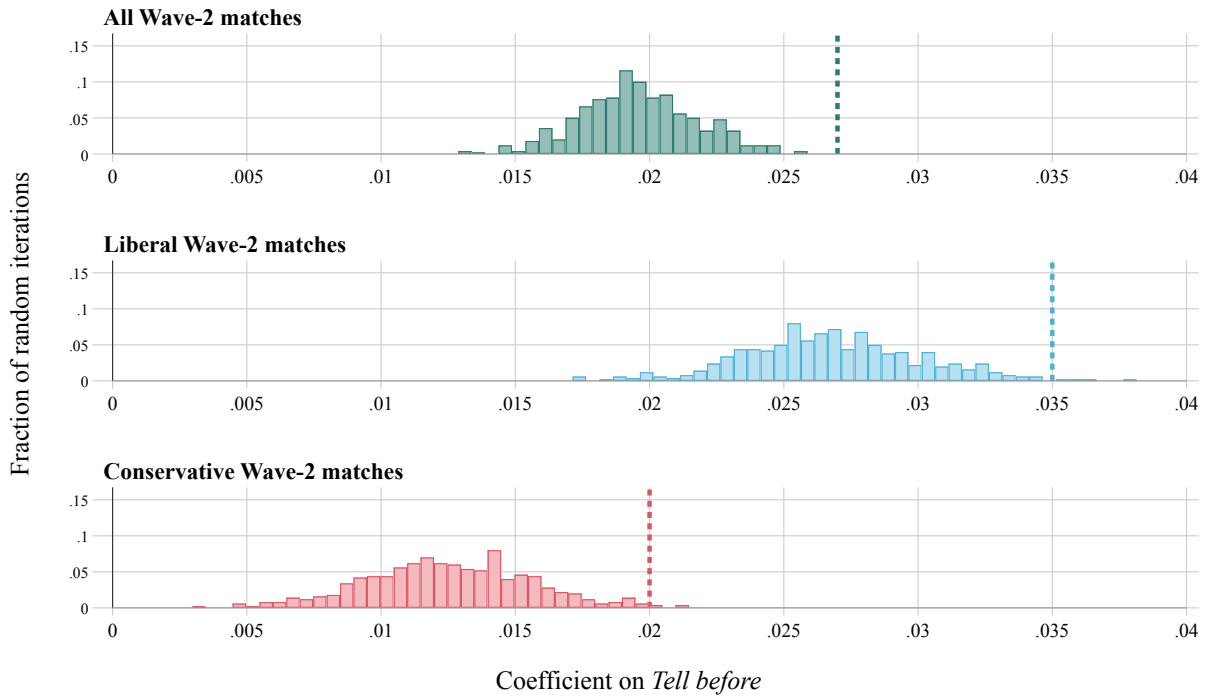 All Wave-2 matches
.15
.1
.05
0
0 .005 .01 .015 .02 .025 .03 .035 .04
Liberal Wave-2 matches
.15
.1
.05
0
0 .005 .01 .015 .02 .025 .03 .035 .04
Conservative Wave-2 matches
.15
.1
.05
0
0 .005 .01 .015 .02 .025 .03 .035 .04
Fraction of random iterations
Coefficient on Tell before